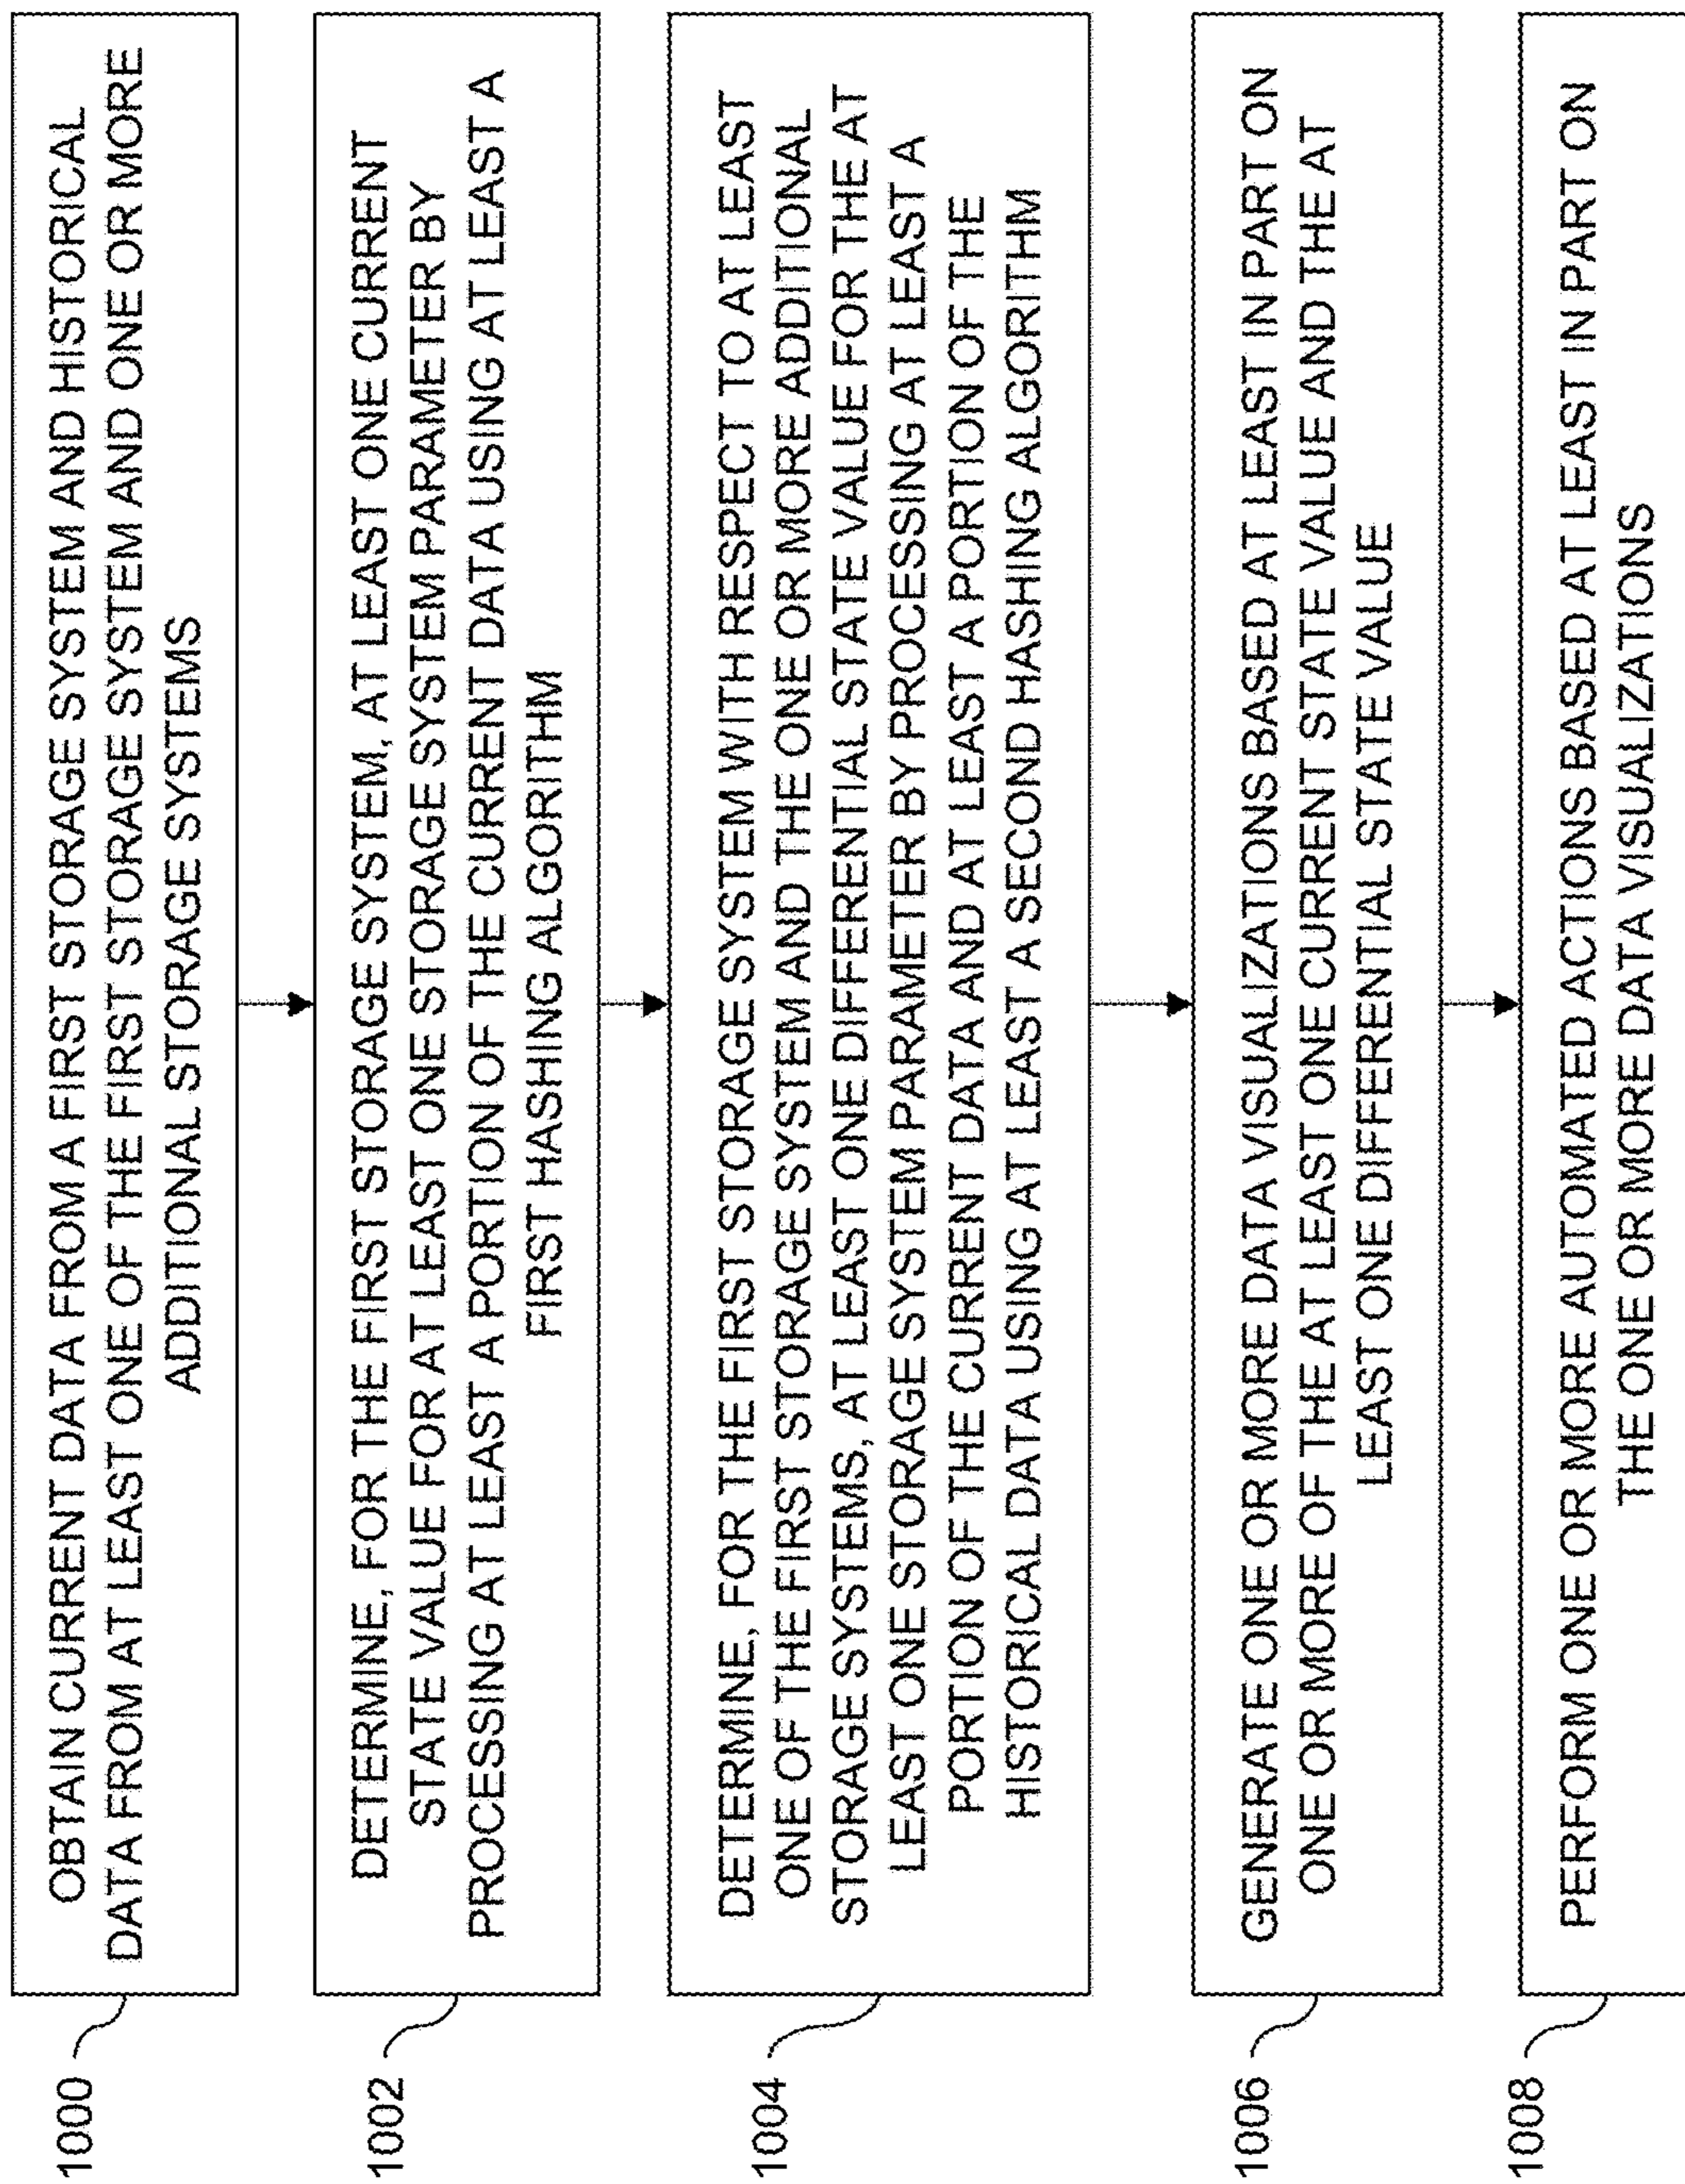 1000
OBTAIN CURRENT DATA FROM A FIRST STORAGE SYSTEM AND HISTORICAL
DATA FROM AT LEAST ONE OF THE FIRST STORAGE SYSTEM AND ONE OR MORE
ADDITIONAL STORAGE SYSTEMS
1002
DETERMINE, FOR THE FIRST STORAGE SYSTEM, AT LEAST ONE CURRENT
STATE VALUE FOR AT LEAST ONE STORAGE SYSTEM PARAMETER BY
PROCESSING AT LEAST A PORTION OF THE CURRENT DATA USING AT LEAST A
FIRST HASHING ALGORITHM
1004
DETERMINE, FOR THE FIRST STORAGE SYSTEM WITH RESPECT TO AT LEAST
ONE OF THE FIRST STORAGE SYSTEM AND THE ONE OR MORE ADDITIONAL
STORAGE SYSTEMS, AT LEAST ONE DIFFERENTIAL STATE VALUE FOR THE AT
LEAST ONE STORAGE SYSTEM PARAMETER BY PROCESSING AT LEAST A
PORTION OF THE CURRENT DATA AND AT LEAST A PORTION OF THE
HISTORICAL DATA USING AT LEAST A SECOND HASHING ALGORITHM
1006
GENERATE ONE OR MORE DATA VISUALIZATIONS BASED AT LEAST IN PART ON
ONE OR MORE OF THE AT LEAST ONE CURRENT STATE VALUE AND THE AT
LEAST ONE DIFFERENTIAL STATE VALUE
1008
PERFORM ONE OR MORE AUTOMATED ACTIONS BASED AT LEAST IN PART ON
THE ONE OR MORE DATA VISUALIZATIONS